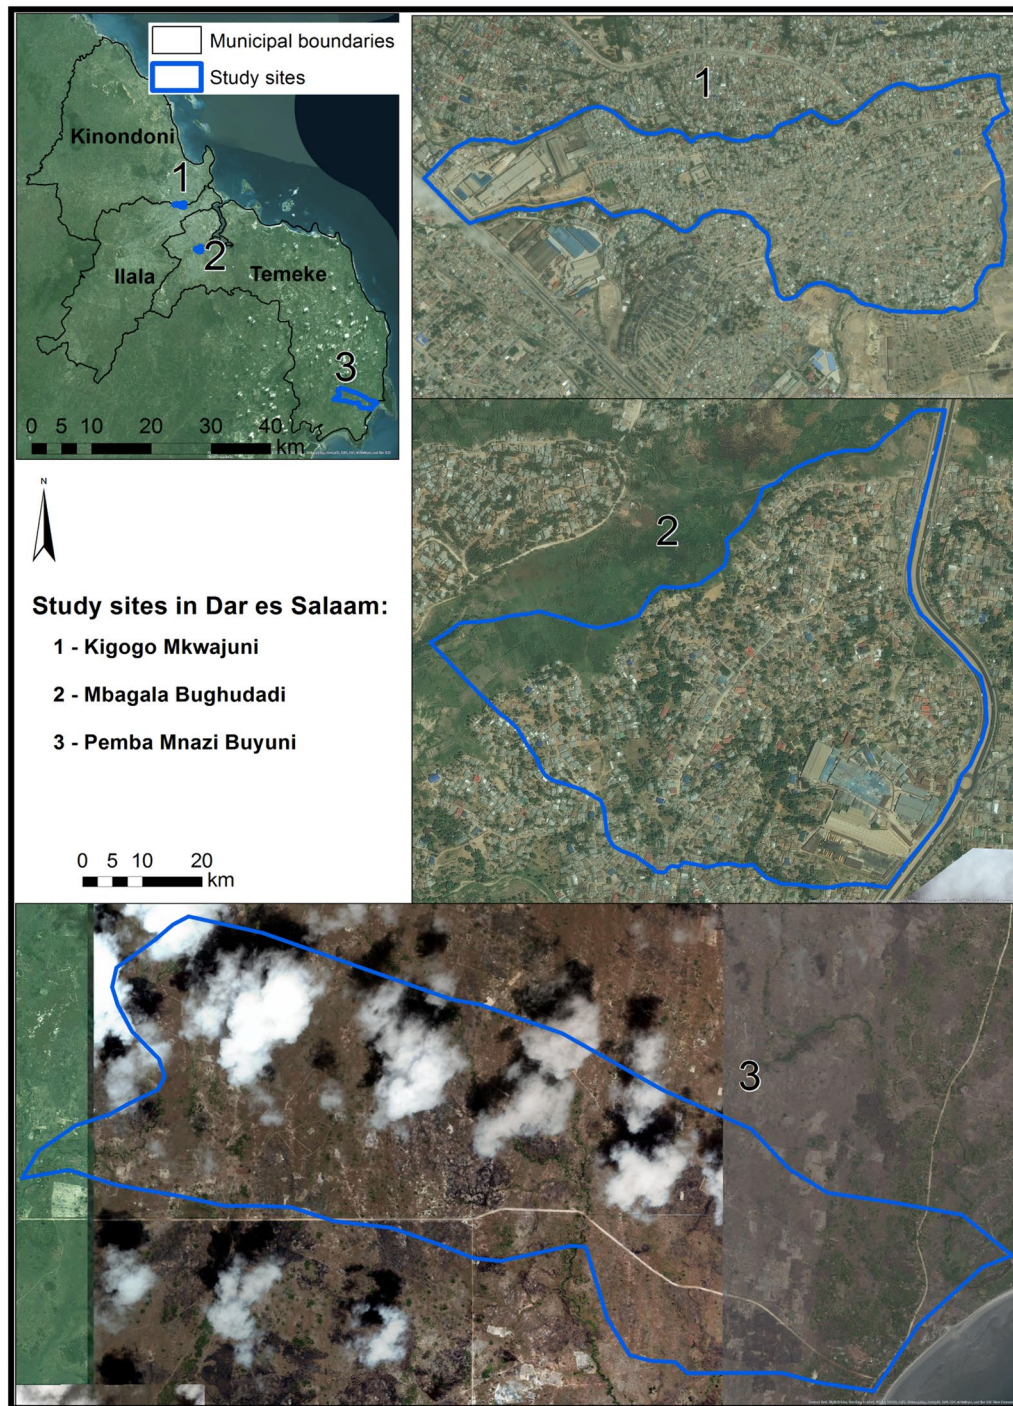 Municipal boundaries
Study sites
Kinondoni
1
2
Ilala
Temeke
3
0 5 10 20 30 40
km
N
Study sites in Dar es Salaam:
1 - Kigogo Mkwajuni
2 - Mbagala Bughudadi
3 - Pemba Mnazi Buyuni
0 5 10 20
km
1
2
3